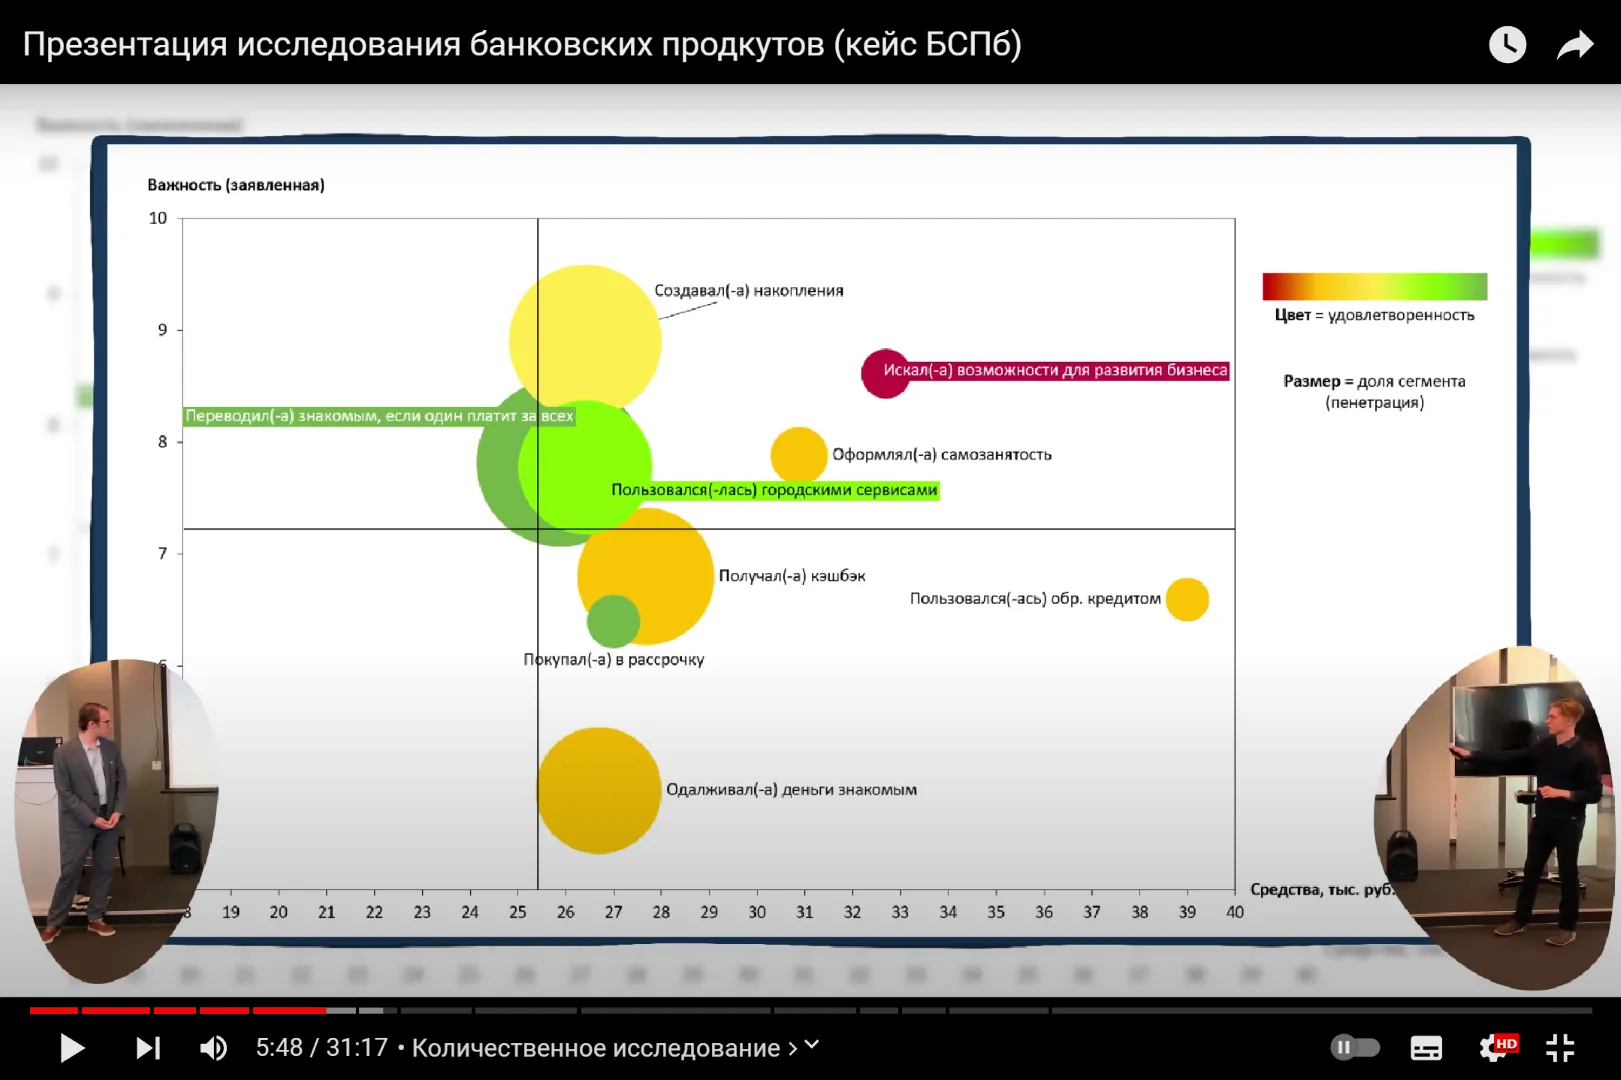 Презентация исследования банковских продкутов (кейс БСПб)
Важность (заявленная)
10
9
8
7
6
Создавал(-а) накопления
Искал(-а) возможности для развития бизнеса
Переводил(-а) знакомым, если один платит за всех
Оформлял(-а) самозанятость
Пользовался(-лась) городскими сервисами
Получал(-а) кэшбэк
Пользовался(-ась) обр. кредитом
Покупал(-а) в рассрочку
Одалживал(-а) деньги знакомым
Цвет = удовлетворенность
Размер = доля сегмента
(пенетрация)
Средства, тыс. руб.
8 19 20 21 22 23 24 25 26 27 28 29 30 31 32 33 34 35 36 37 38 39 40
5:48 / 31:17 • Количественное исследование
HD